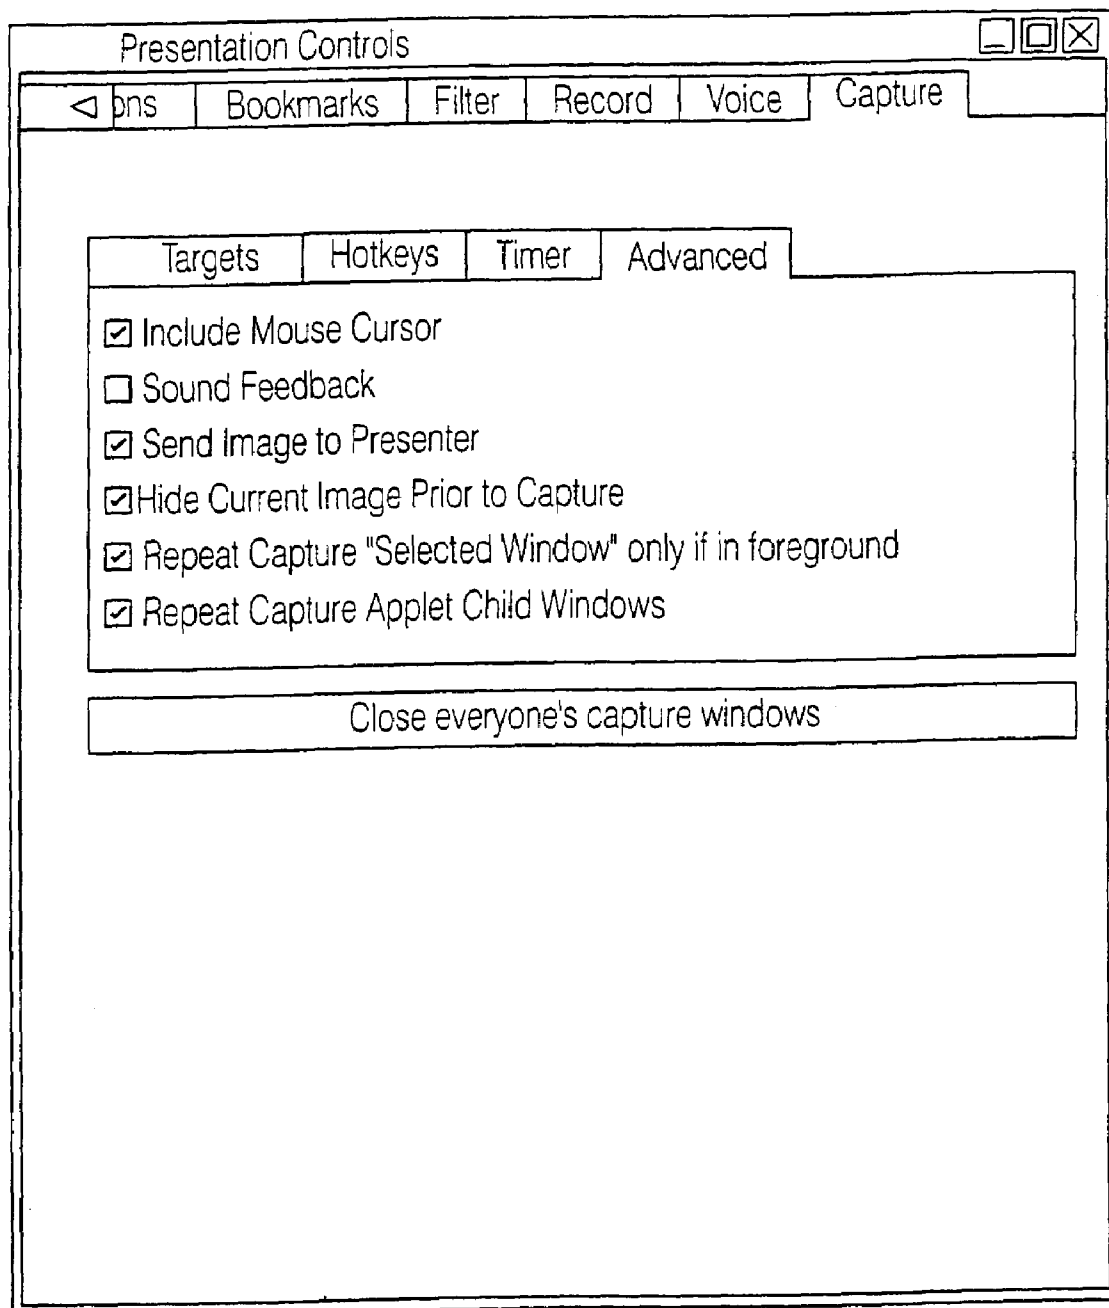 Presentation Controls
ons Bookmarks Filter Record Voice Capture
Targets Hotkeys Timer Advanced
Include Mouse Cursor
Sound Feedback
Send Image to Presenter
Hide Current Image Prior to Capture
Repeat Capture "Selected Window" only if in foreground
Repeat Capture Applet Child Windows
Close everyone's capture windows